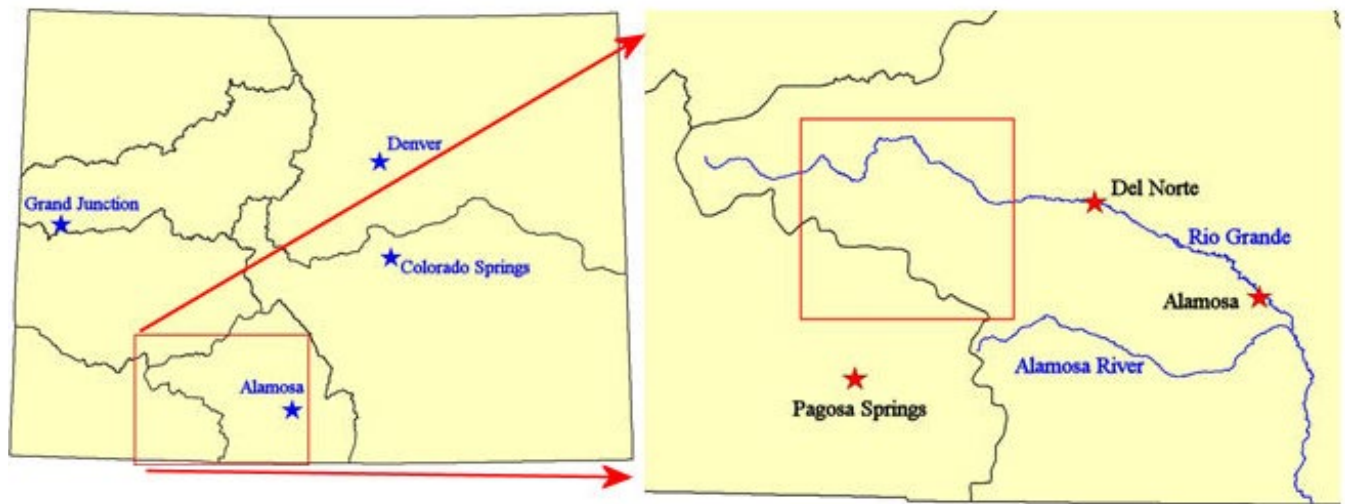 Denver
Grand Junction
Colorado Springs
Alamosa
Del Norte
Rio Grande
Alamosa
Alamosa River
Pagosa Springs